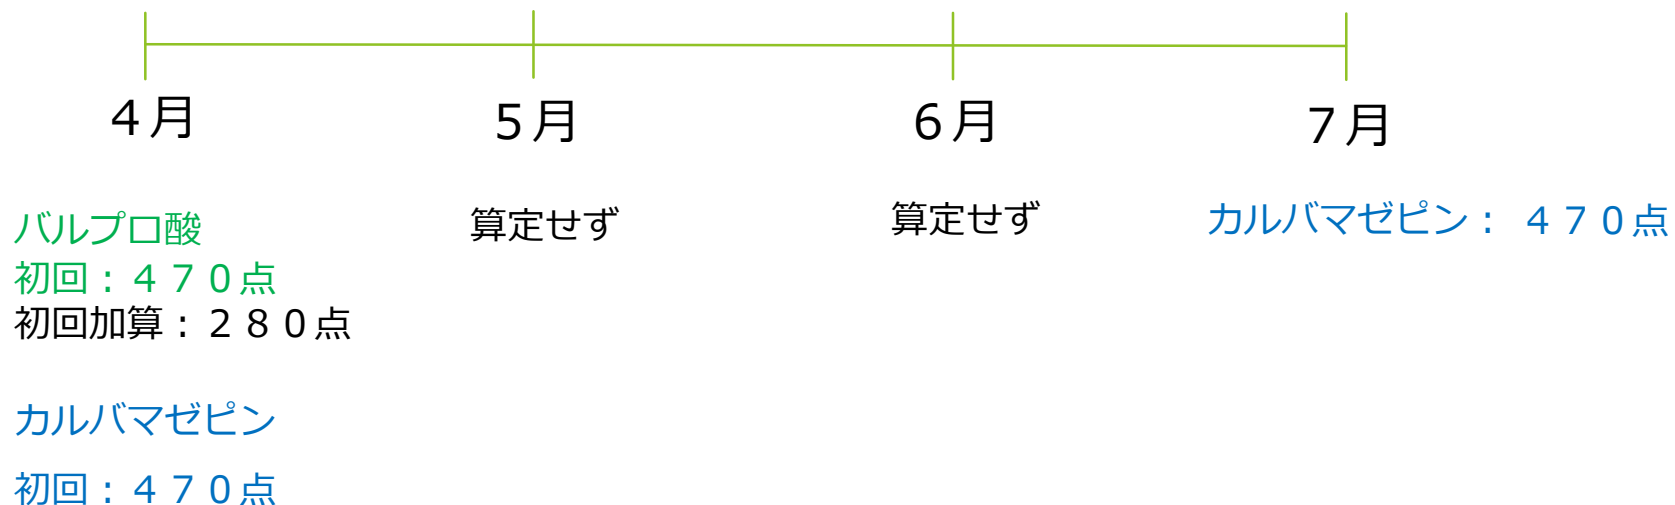 4月
5月
6月
7月
バルプロ酸
初回：４７０点
初回加算：２８０点
カルバマゼピン
初回：４７０点
算定せず
算定せず
カルバマゼピン：　４７０点